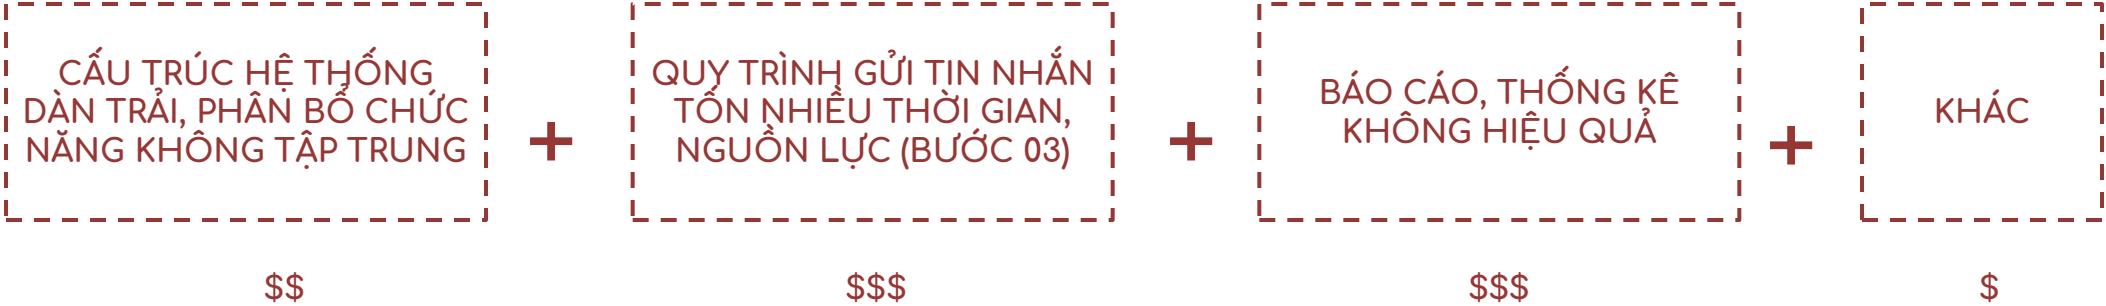 CẤU TRÚC HỆ THỐNG
DÀN TRẢI, PHÂN BỔ CHỨC
NĂNG KHÔNG TẬP TRUNG
+
QUY TRÌNH GỬI TIN NHẮN
TỐN NHIỀU THỜI GIAN,
NGUỒN LỰC (BƯỚC 03)
+
BÁO CÁO, THỐNG KÊ
KHÔNG HIỆU QUẢ
+
KHÁC
$$
$$$
$$$
$